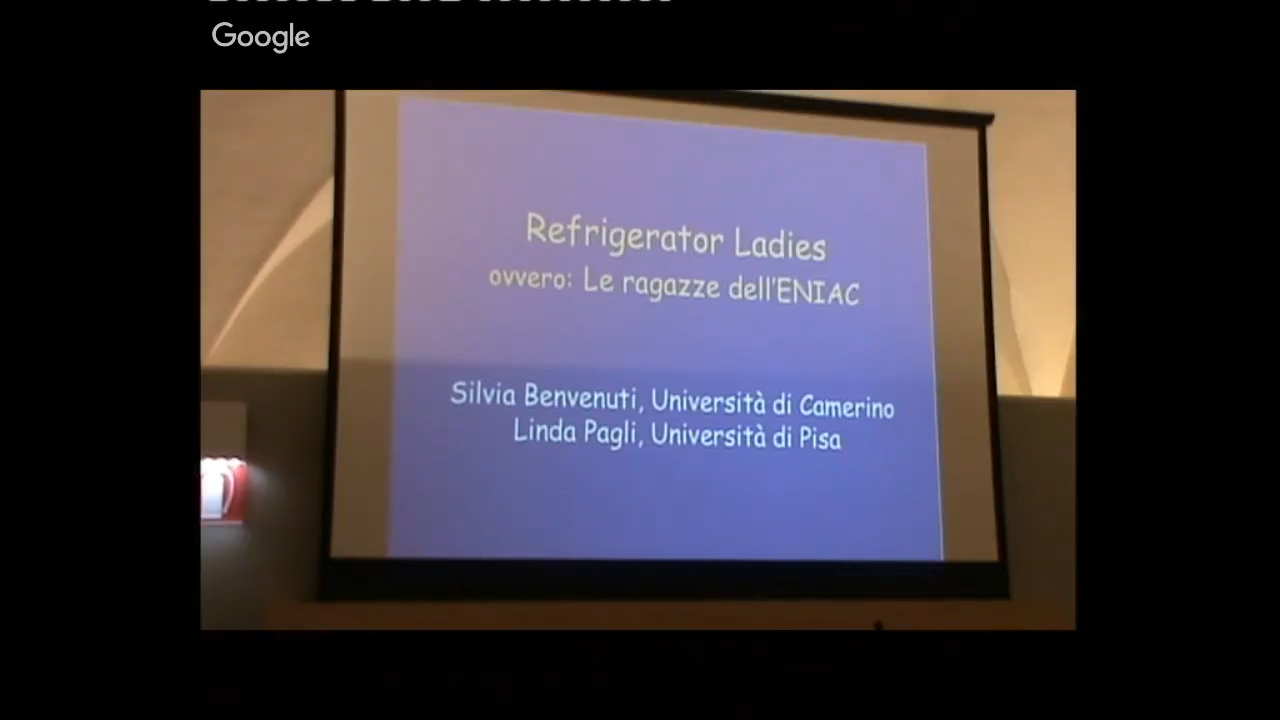 Google
Refrigerator Ladies
ovvero: Le ragazze dell'ENIAC
Silvia Benvenuti, Università di Camerino
Linda Pagli, Università di Pisa